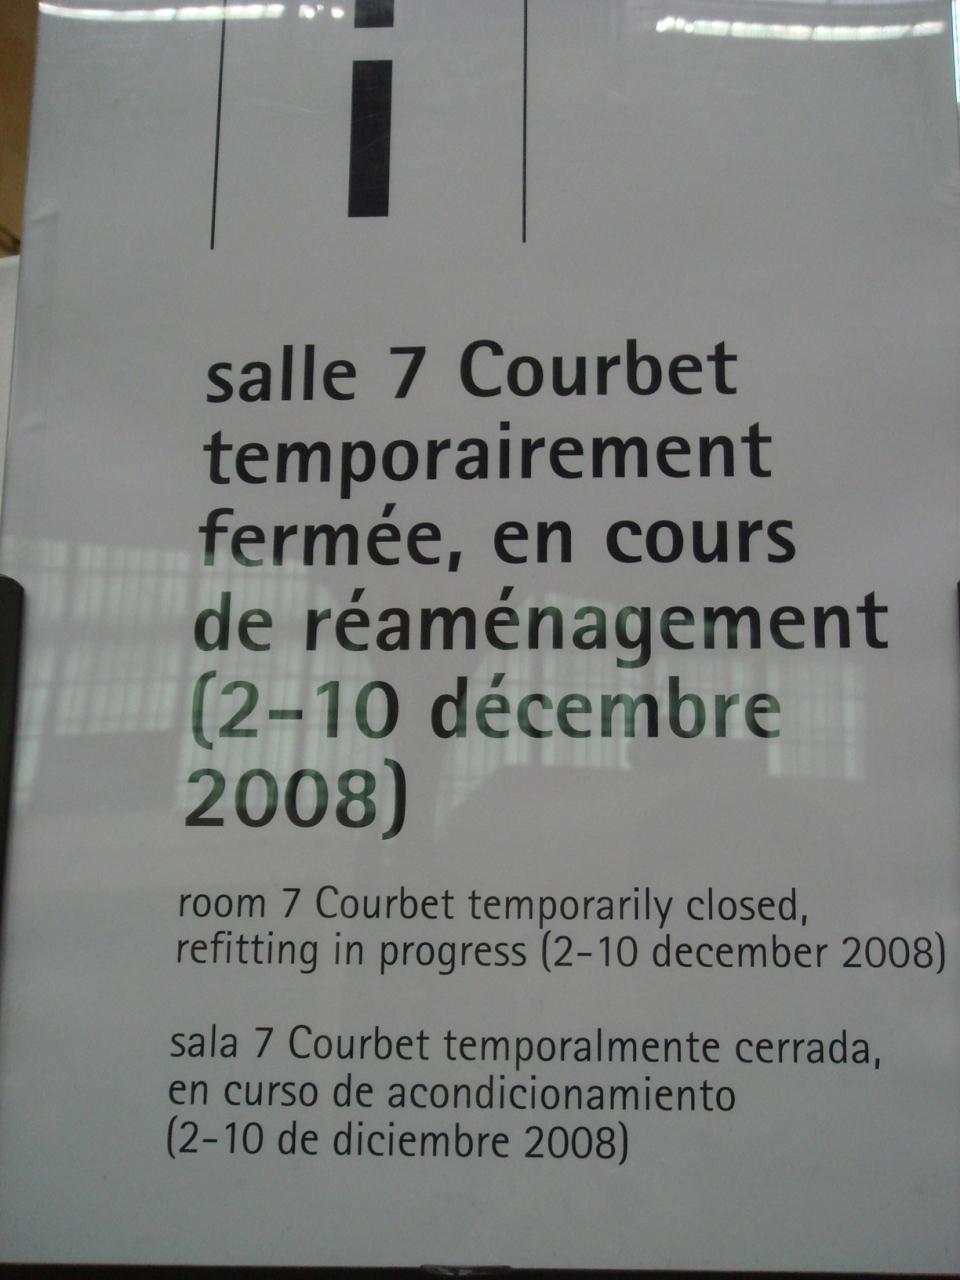 salle 7 Courbet
temporairement
fermée, en cours
de réaménagement
(2-10 décembre
2008)
room 7 Courbet temporarily closed,
refitting in progress (2-10 december 2008)
sala 7 Courbet temporalmente cerrada,
en curso de acondicionamiento
(2-10 de diciembre 2008)